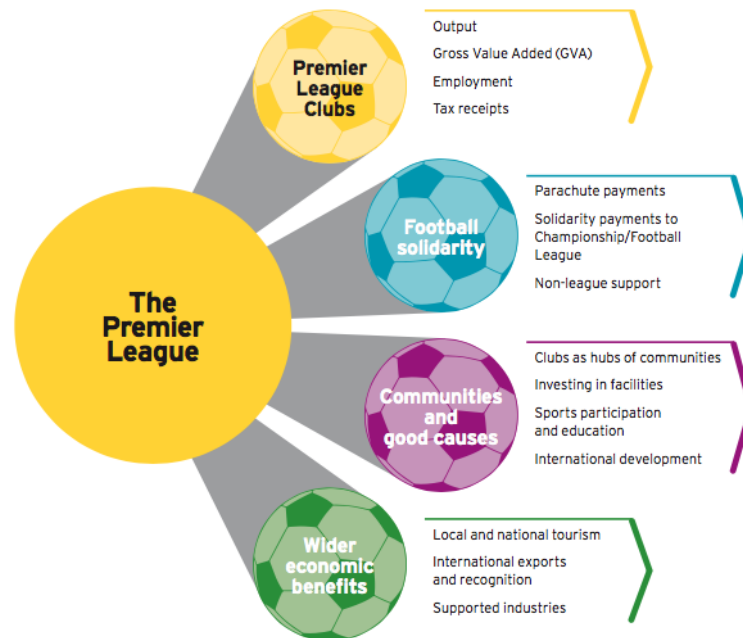 The
Premier
League
Premier
League
Clubs
Output
Gross Value Added (GVA)
Employment
Tax receipts
Football
solidarity
Parachute payments
Solidarity payments to
Championship/Football
League
Non-league support
Communities
and
good causes
Clubs as hubs of communities
Investing in facilities
Sports participation
and education
International development
Wider
economic
benefits
Local and national tourism
International exports
and recognition
Supported industries